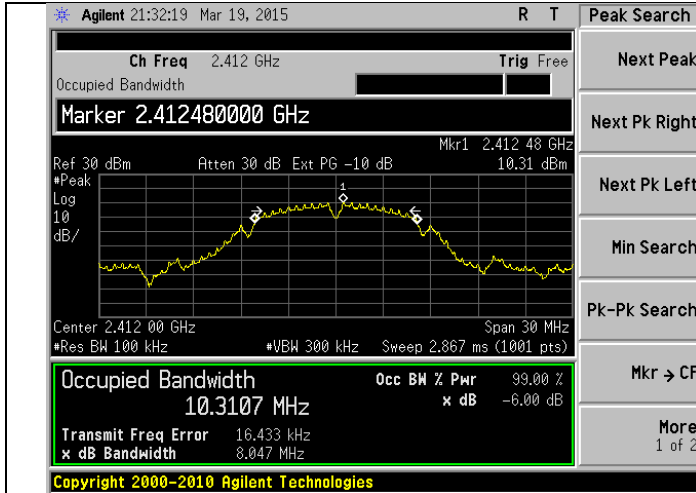 Agilent 21:32:19 Mar 19, 2015 R T
Peak Search
Ch Freq 2.412 GHz Trig Free
Occupied Bandwidth
Next Peak
Marker 2.412480000 GHz
Next Pk Right
Mkr1 2.412 48 GHz
Ref 30 dBm Atten 30 dB Ext PG -10 dB 10.31 dBm
#Peak
Log
10
dB/
1
Next Pk Left
Min Search
Pk-Pk Search
Center 2.412 00 GHz Span 30 MHz
#Res BW 100 kHz #VBW 300 kHz Sweep 2.867 ms (1001 pts)
Occupied Bandwidth Occ BW % Pwr 99.00 %
10.3107 MHz x dB -6.00 dB
Mkr → CF
Transmit Freq Error 16.433 kHz
x dB Bandwidth 8.047 MHz
More
1 of 2
Copyright 2000-2010 Agilent Technologies